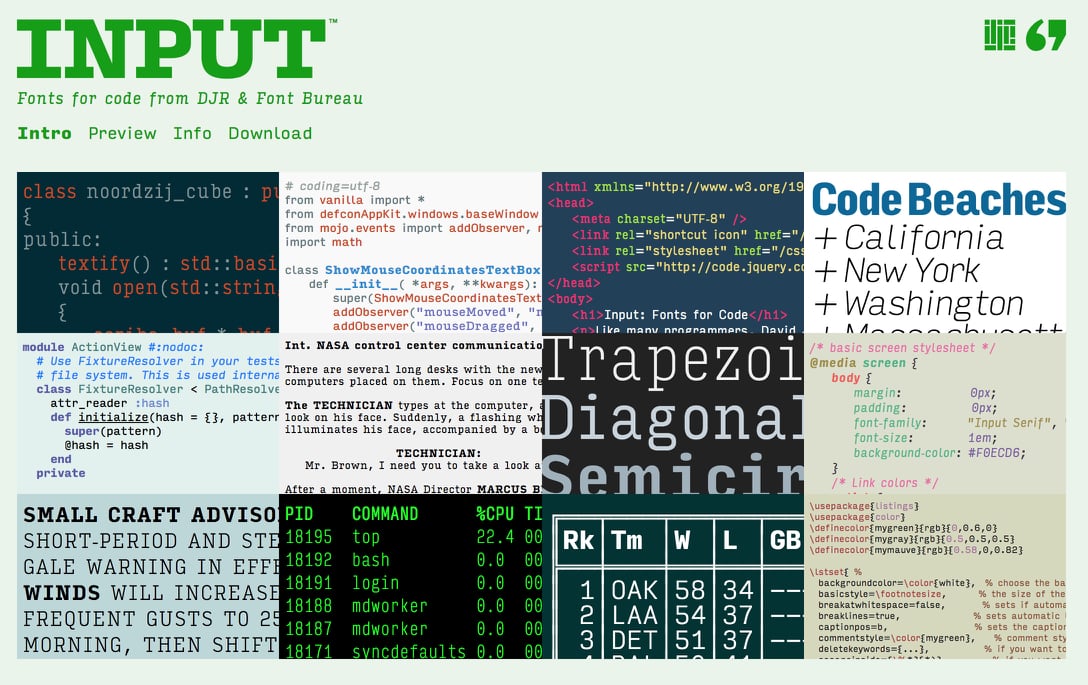 INPUT™
Fonts for code from DJR & Font Bureau
Intro Preview Info Download
class noordzij_cube : pu
{
public:
textify() : std::basi
void open(std::strin
{
# coding=utf-8
from vanilla import *
from defconAppKit.windows.baseWindow
from mojo.events import addObserver, r
import math
class ShowMouseCoordinatesTextBox
def __init__( *args, **kwargs):
super(ShowMouseCoordinatesText
addObserver("mouseMoved", "m
addObserver("mouseDragged",
<html xmlns="http://www.w3.org/19
<head>
<meta charset="UTF-8" />
<link rel="shortcut icon" href="/
<link rel="stylesheet" href="/css
<script src="http://code.jquery.co
</head>
<body>
<h1>Input: Fonts for Code</h1>
<p>Like many programmers, David
Code Beaches
+ California
+ New York
+ Washington
+ Massachusett
module ActionView #:nodoc:
# Use FixtureResolver in your tests
# file system. This is used interna
class FixtureResolver < PathResolve
attr_reader :hash
def initialize(hash = {}, pattern
super(pattern)
@hash = hash
end
private
Int. NASA control center communicatio
There are several long desks with the new
computers placed on them. Focus on one te
The TECHNICIAN types at the computer, a
look on his face. Suddenly, a flashing wh
illuminates his face, accompanied by a be
TECHNICIAN:
Mr. Brown, I need you to take a look a
After a moment, NASA Director MARCUS B
Trapezoi
Diagonal
Semicir
/* basic screen stylesheet */
@media screen {
body {
margin: 0px;
padding: 0px;
font-family: "Input Serif",
font-size: 1em;
background-color: #F0ECD6;
}
/* Link colors */
SMALL CRAFT ADVISO
SHORT-PERIOD AND STE
GALE WARNING IN EFFE
WINDS WILL INCREASE
FREQUENT GUSTS TO 25
MORNING, THEN SHIFT
PID COMMAND %CPU TI
18195 top 22.4 00
18192 bash 0.0 00
18191 login 0.0 00
18188 mdworker 0.0 00
18187 mdworker 0.0 00
18171 syncdefaults 0.0 00
Rk Tm W L GB
1 OAK 58 34 ---
2 LAA 54 37 ---
3 DET 51 37 ---
\usepackage{listings}
\usepackage{color}
\definecolor{mygreen}{rgb}{0,0.6,0}
\definecolor{mygray}{rgb}{0.5,0.5,0.5}
\definecolor{mymauve}{rgb}{0.58,0,0.82}
\lstset{ %
backgroundcolor=\color{white}, % choose the ba
basicstyle=\footnotesize, % the size of the
breakatwhitespace=false, % sets if automa
breaklines=true, % sets automatic
captionpos=b, % sets the caption
commentstyle=\color{mygreen}, % comment sty
deletekeywords={...}, % if you want to